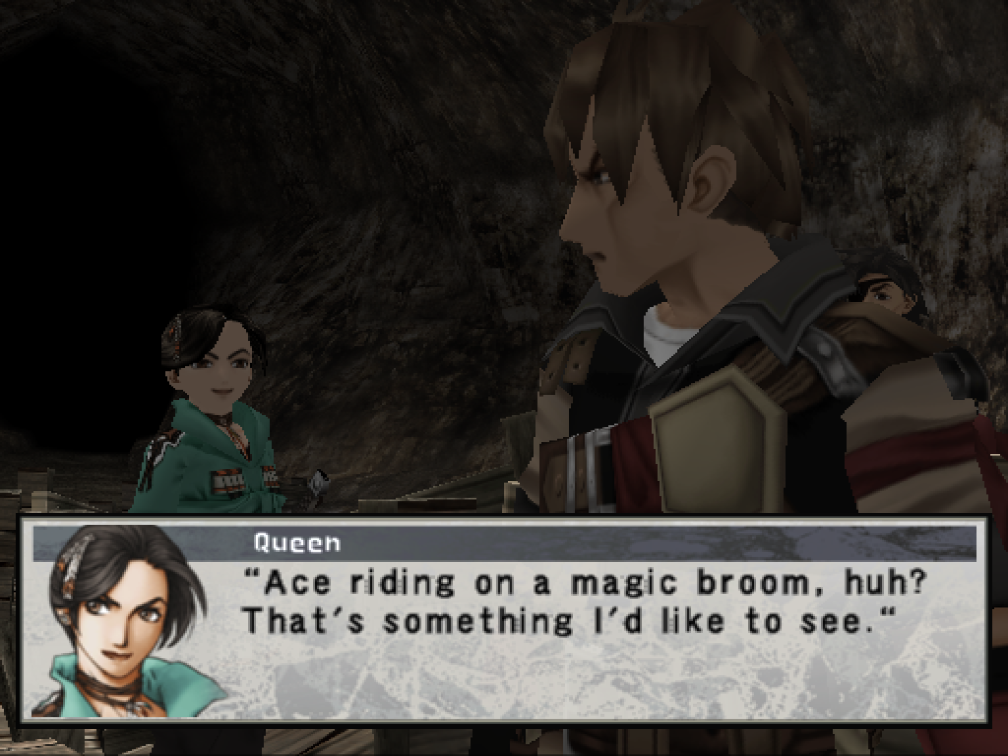 Queen
“Ace riding on a magic broom, huh?
That's something I'd like to see.“